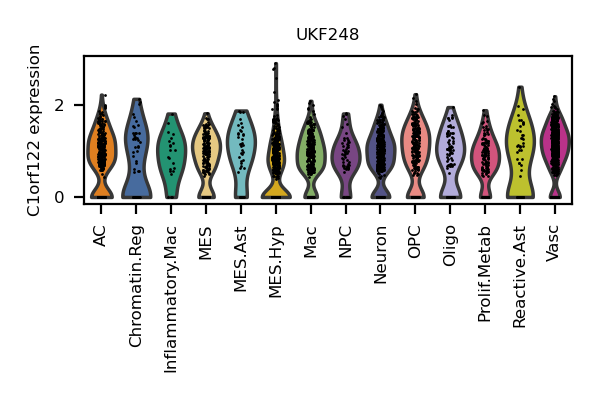 UKF248
C1orf122 expression
2
0
AC
Chromatin.Reg
Inflammatory.Mac
MES
MES.Ast
MES.Hyp
Mac
NPC
Neuron
OPC
Oligo
Prolif.Metab
Reactive.Ast
Vasc